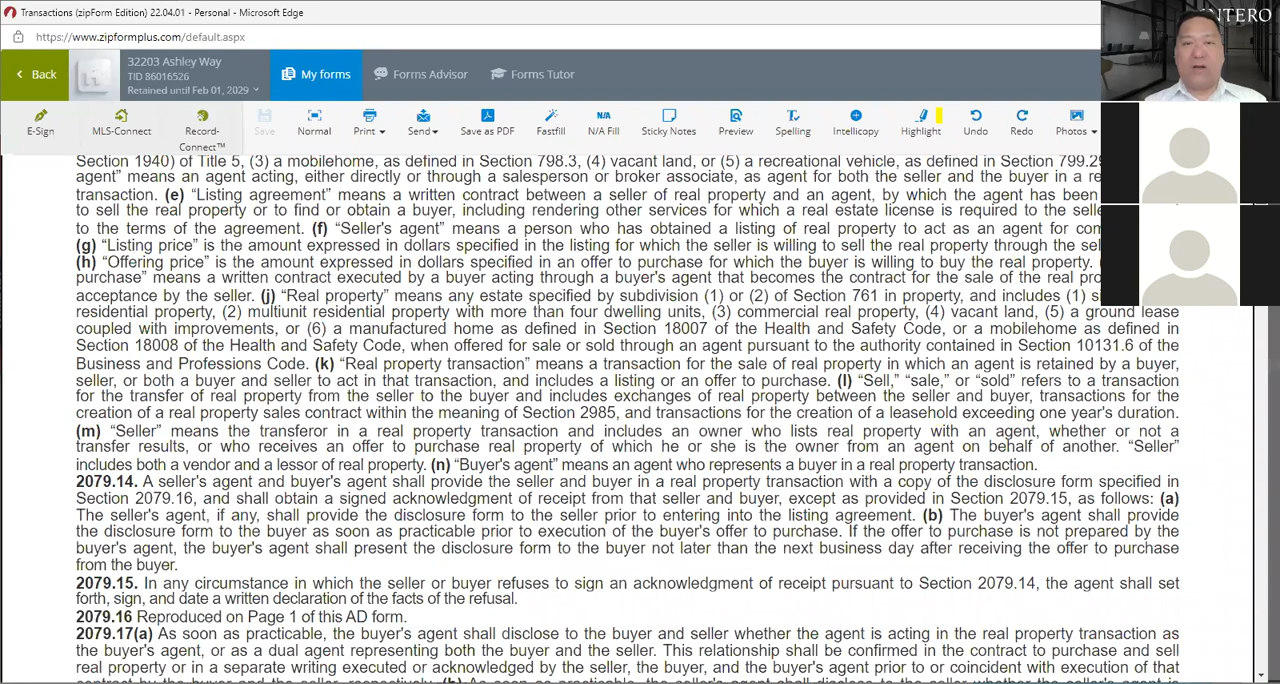 Transactions (zipForm Edition) 22.04.01 - Personal - Microsoft Edge
https://www.zipformplus.com/default.aspx
INTERO
Back
32203 Ashley Way
TID 86016526
Retained until Feb 01, 2029
My forms
Forms Advisor
Forms Tutor
E-Sign
MLS-Connect
Record-
Connect™
Save
Normal
Print
Send
Save as PDF
Fastfill
N/A
N/A Fill
Sticky Notes
Preview
Spelling
Intellicopy
Highlight
Undo
Redo
Photos
Section 1940) of Title 5, (3) a mobilehome, as defined in Section 798.3, (4) vacant land, or (5) a recreational vehicle, as defined in Section 799.29
agent” means an agent acting, either directly or through a salesperson or broker associate, as agent for both the seller and the buyer in a re
transaction. (e) “Listing agreement” means a written contract between a seller of real property and an agent, by which the agent has been
to sell the real property or to find or obtain a buyer, including rendering other services for which a real estate license is required to the selle
to the terms of the agreement. (f) “Seller's agent” means a person who has obtained a listing of real property to act as an agent for com
(g) “Listing price” is the amount expressed in dollars specified in the listing for which the seller is willing to sell the real property through the sel
(h) “Offering price” is the amount expressed in dollars specified in an offer to purchase for which the buyer is willing to buy the real property. (
purchase” means a written contract executed by a buyer acting through a buyer's agent that becomes the contract for the sale of the real pro
acceptance by the seller. (j) “Real property” means any estate specified by subdivision (1) or (2) of Section 761 in property, and includes (1) si
residential property, (2) multiunit residential property with more than four dwelling units, (3) commercial real property, (4) vacant land, (5) a ground lease
coupled with improvements, or (6) a manufactured home as defined in Section 18007 of the Health and Safety Code, or a mobilehome as defined in
Section 18008 of the Health and Safety Code, when offered for sale or sold through an agent pursuant to the authority contained in Section 10131.6 of the
Business and Professions Code. (k) “Real property transaction” means a transaction for the sale of real property in which an agent is retained by a buyer,
seller, or both a buyer and seller to act in that transaction, and includes a listing or an offer to purchase. (l) “Sell,” “sale,” or “sold” refers to a transaction
for the transfer of real property from the seller to the buyer and includes exchanges of real property between the seller and buyer, transactions for the
creation of a real property sales contract within the meaning of Section 2985, and transactions for the creation of a leasehold exceeding one year's duration.
(m) “Seller” means the transferor in a real property transaction and includes an owner who lists real property with an agent, whether or not a
transfer results, or who receives an offer to purchase real property of which he or she is the owner from an agent on behalf of another. “Seller”
includes both a vendor and a lessor of real property. (n) “Buyer's agent” means an agent who represents a buyer in a real property transaction.
2079.14. A seller's agent and buyer's agent shall provide the seller and buyer in a real property transaction with a copy of the disclosure form specified in
Section 2079.16, and shall obtain a signed acknowledgment of receipt from that seller and buyer, except as provided in Section 2079.15, as follows: (a)
The seller's agent, if any, shall provide the disclosure form to the seller prior to entering into the listing agreement. (b) The buyer's agent shall provide
the disclosure form to the buyer as soon as practicable prior to execution of the buyer's offer to purchase. If the offer to purchase is not prepared by the
buyer's agent, the buyer's agent shall present the disclosure form to the buyer not later than the next business day after receiving the offer to purchase
from the buyer.
2079.15. In any circumstance in which the seller or buyer refuses to sign an acknowledgment of receipt pursuant to Section 2079.14, the agent shall set
forth, sign, and date a written declaration of the facts of the refusal.
2079.16 Reproduced on Page 1 of this AD form.
2079.17(a) As soon as practicable, the buyer's agent shall disclose to the buyer and seller whether the agent is acting in the real property transaction as
the buyer's agent, or as a dual agent representing both the buyer and the seller. This relationship shall be confirmed in the contract to purchase and sell
real property or in a separate writing executed or acknowledged by the seller, the buyer, and the buyer's agent prior to or coincident with execution of that